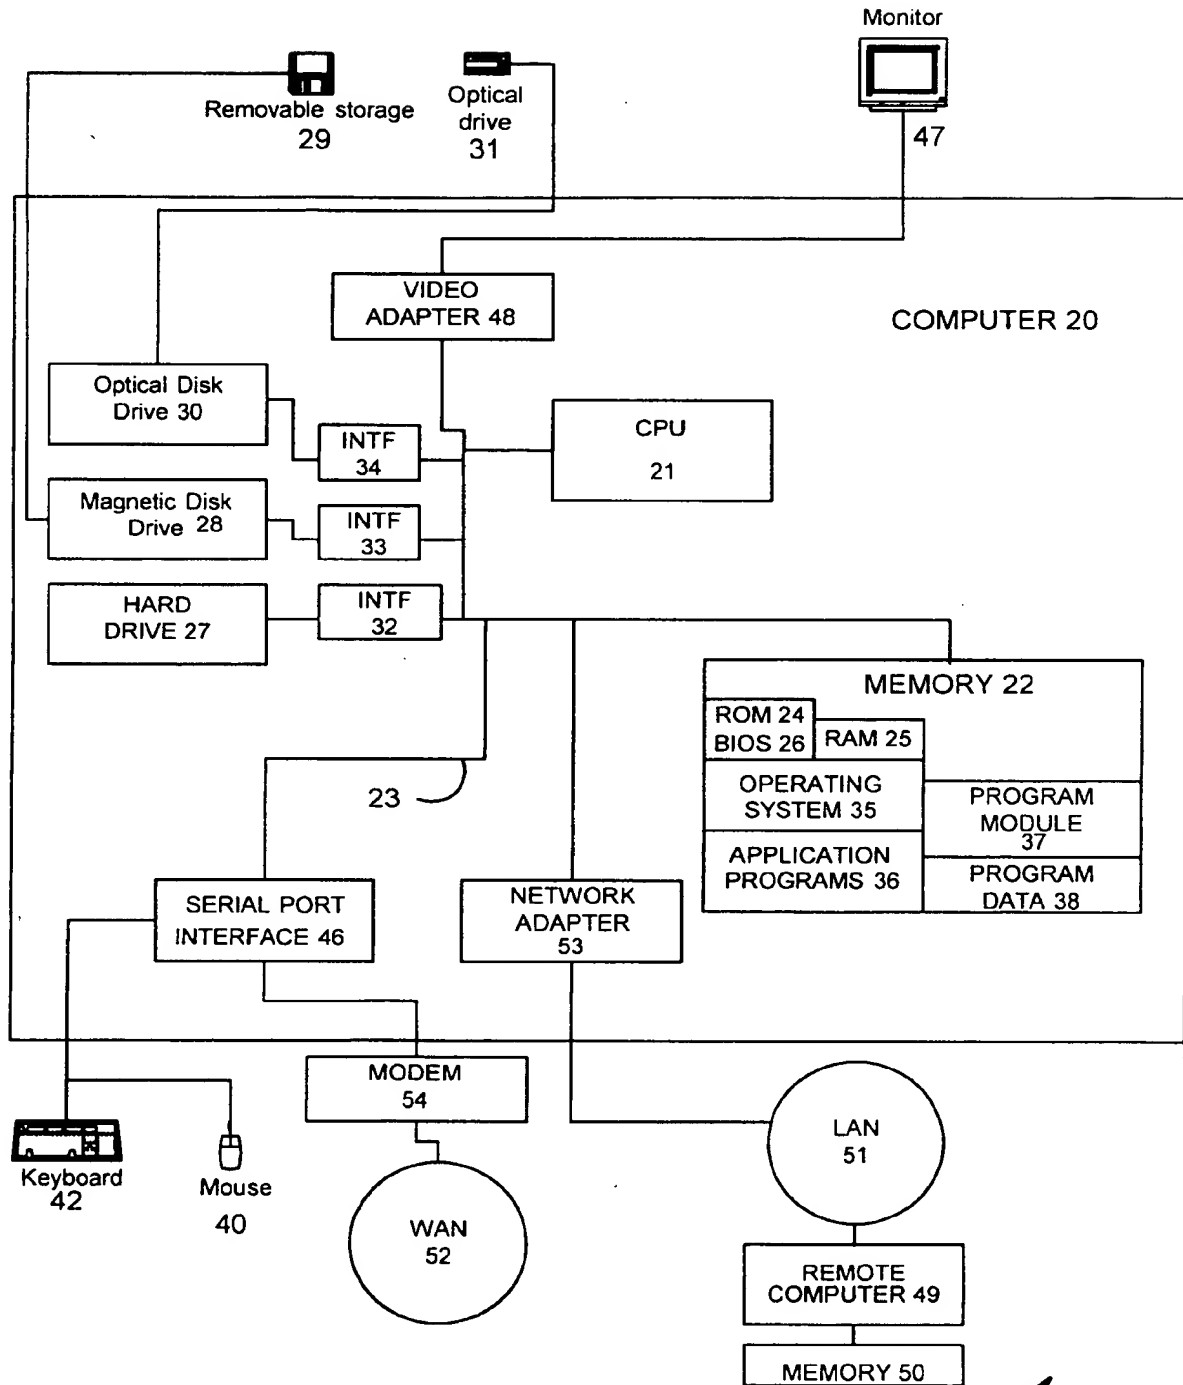 Monitor
47
Removable storage
29
Optical
drive
31
VIDEO
ADAPTER 48
COMPUTER 20
Optical Disk
Drive 30
INTF
34
CPU
21
Magnetic Disk
Drive 28
INTF
33
HARD
DRIVE 27
INTF
32
MEMORY 22
ROM 24
BIOS 26
RAM 25
OPERATING
SYSTEM 35
PROGRAM
MODULE
37
APPLICATION
PROGRAMS 36
PROGRAM
DATA 38
23
SERIAL PORT
INTERFACE 46
NETWORK
ADAPTER
53
MODEM
54
LAN
51
Keyboard
42
Mouse
40
WAN
52
REMOTE
COMPUTER 49
MEMORY 50